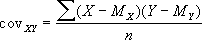 cov_XY = ∑(X − M_X)(Y − M_Y) / n